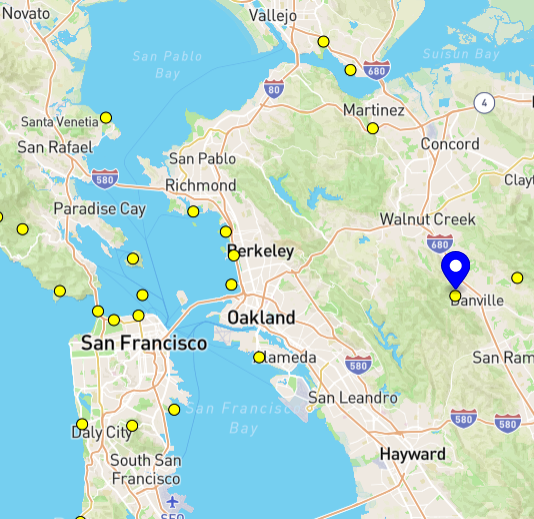 Novato
Vallejo
San Pablo
Bay
Suisun Bay
680
80
4
Martinez
Santa Venetia
San Rafael
Concord
San Pablo
580
Richmond
Clayt
Paradise Cay
Walnut Creek
680
Berkeley
Danville
Oakland
San Francisco
Alameda
San Ram
580
San Leandro
San Francisco
Bay
580
580
Daly City
Hayward
South San
Francisco
SFO